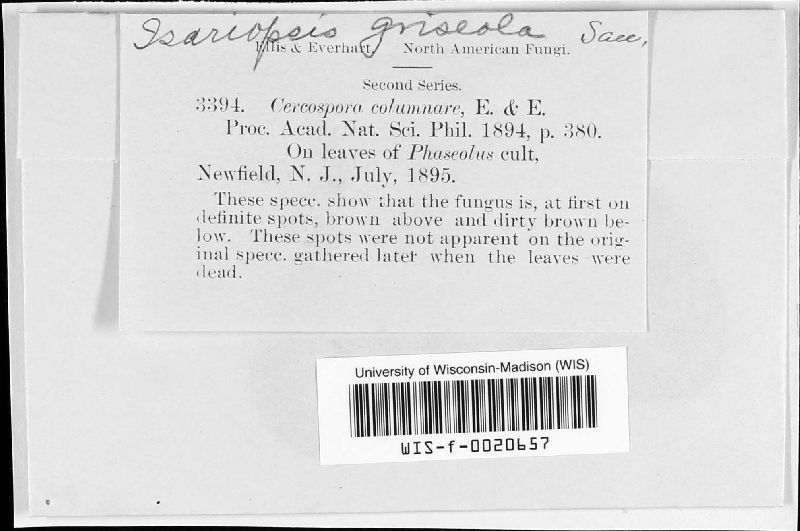 Isariopsis griseola Sacc.
Ellis & Everhart, North American Fungi.
Second Series.
3394. Cercospora columnare, E. & E.
Proc. Acad. Nat. Sci. Phil. 1894, p. 380.
On leaves of Phaseolus cult,
Newfield, N. J., July, 1895.
These specc. show that the fungus is, at first on
definite spots, brown above and dirty brown be-
low. These spots were not apparent on the orig-
inal specc. gathered later when the leaves were
dead.
University of Wisconsin-Madison (WIS)
WIS-f-0020657